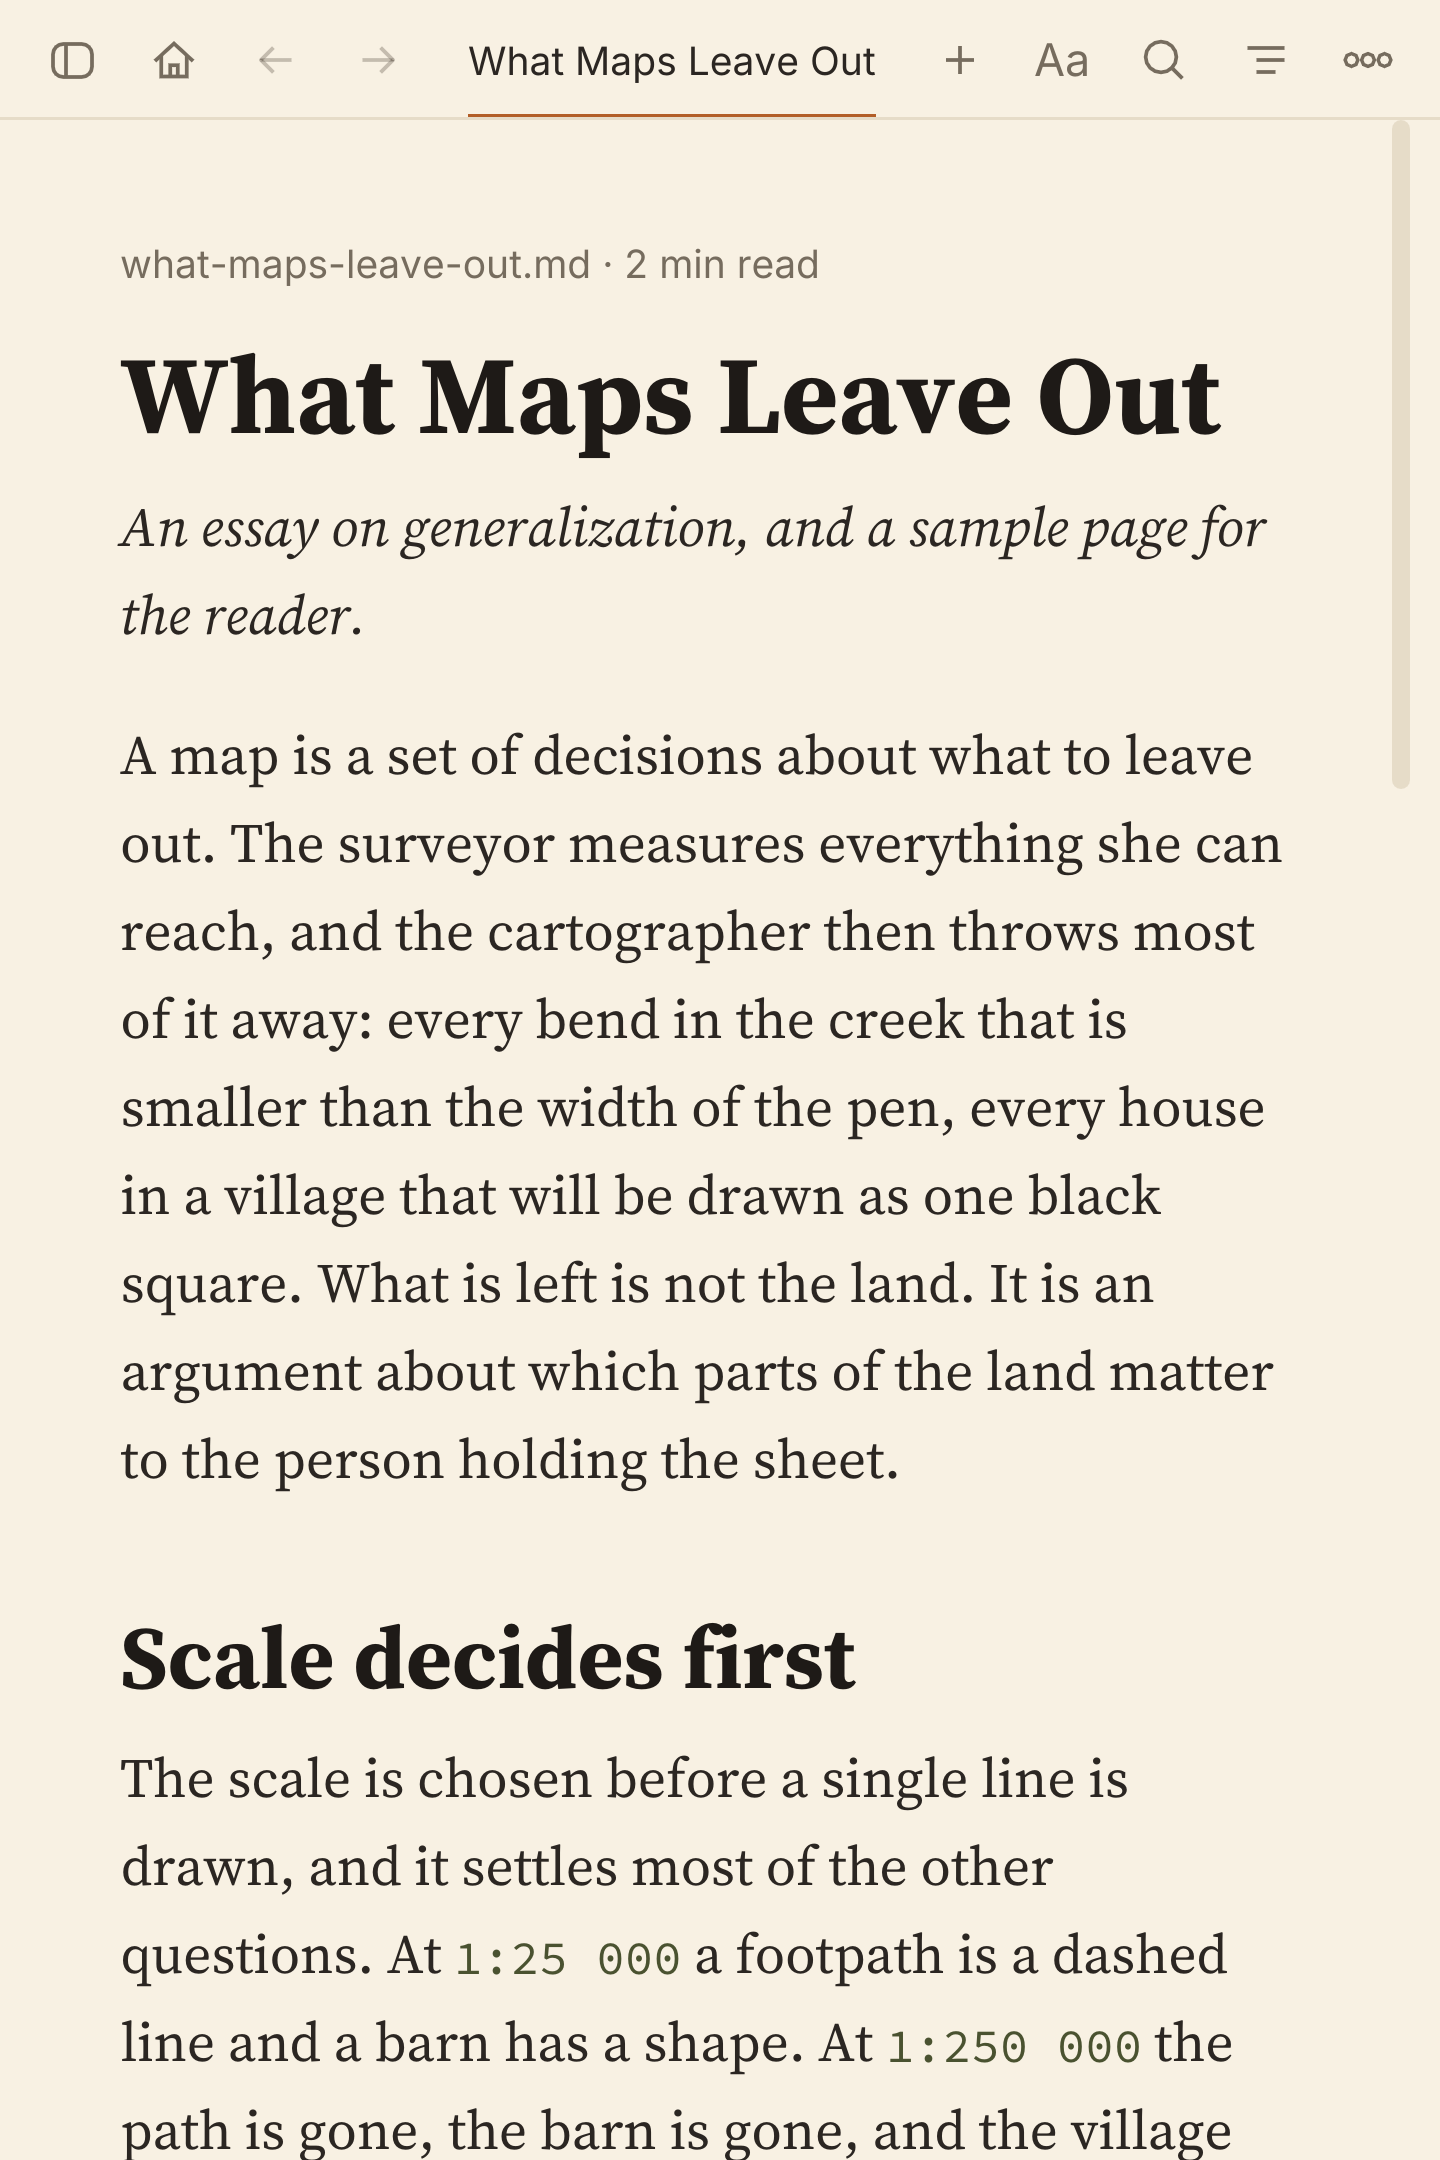 What Maps Leave Out
Aa
what-maps-leave-out.md · 2 min read
What Maps Leave Out
An essay on generalization, and a sample page for
the reader.
A map is a set of decisions about what to leave
out. The surveyor measures everything she can
reach, and the cartographer then throws most
of it away: every bend in the creek that is
smaller than the width of the pen, every house
in a village that will be drawn as one black
square. What is left is not the land. It is an
argument about which parts of the land matter
to the person holding the sheet.
Scale decides first
The scale is chosen before a single line is
drawn, and it settles most of the other
questions. At 1:25 000 a footpath is a dashed
line and a barn has a shape. At 1:250 000 the
path is gone, the barn is gone, and the village